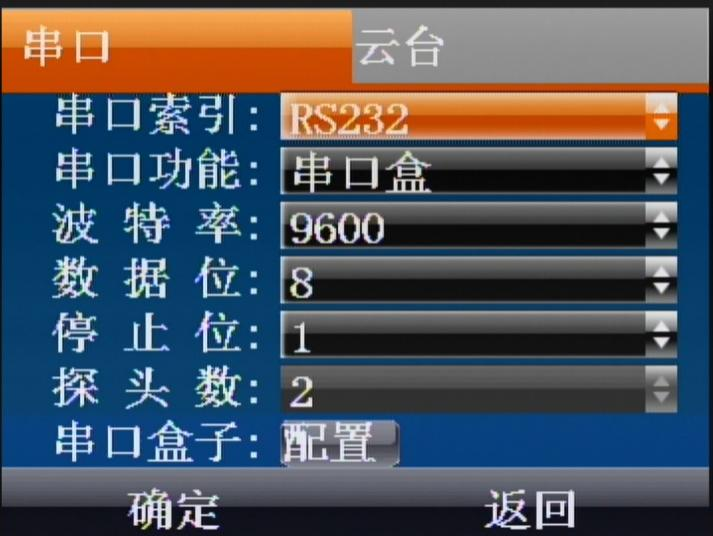 串口 云台
串口索引: RS232
串口功能: 串口盒
波特率: 9600
数据位: 8
停止位: 1
探头数: 2
串口盒子: 配置
确定 返回